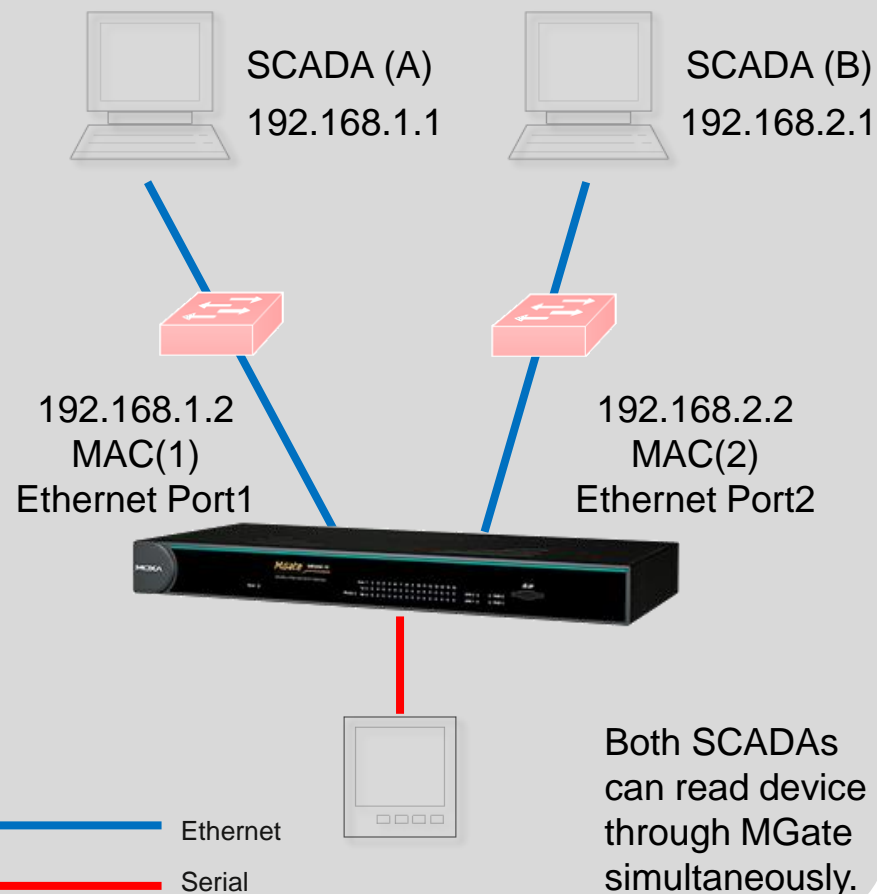 SCADA (A)
192.168.1.1
SCADA (B)
192.168.2.1
192.168.1.2
MAC(1)
Ethernet Port1
192.168.2.2
MAC(2)
Ethernet Port2
MOXA
MGate
Both SCADAs
can read device
through MGate
simultaneously.
Ethernet
Serial